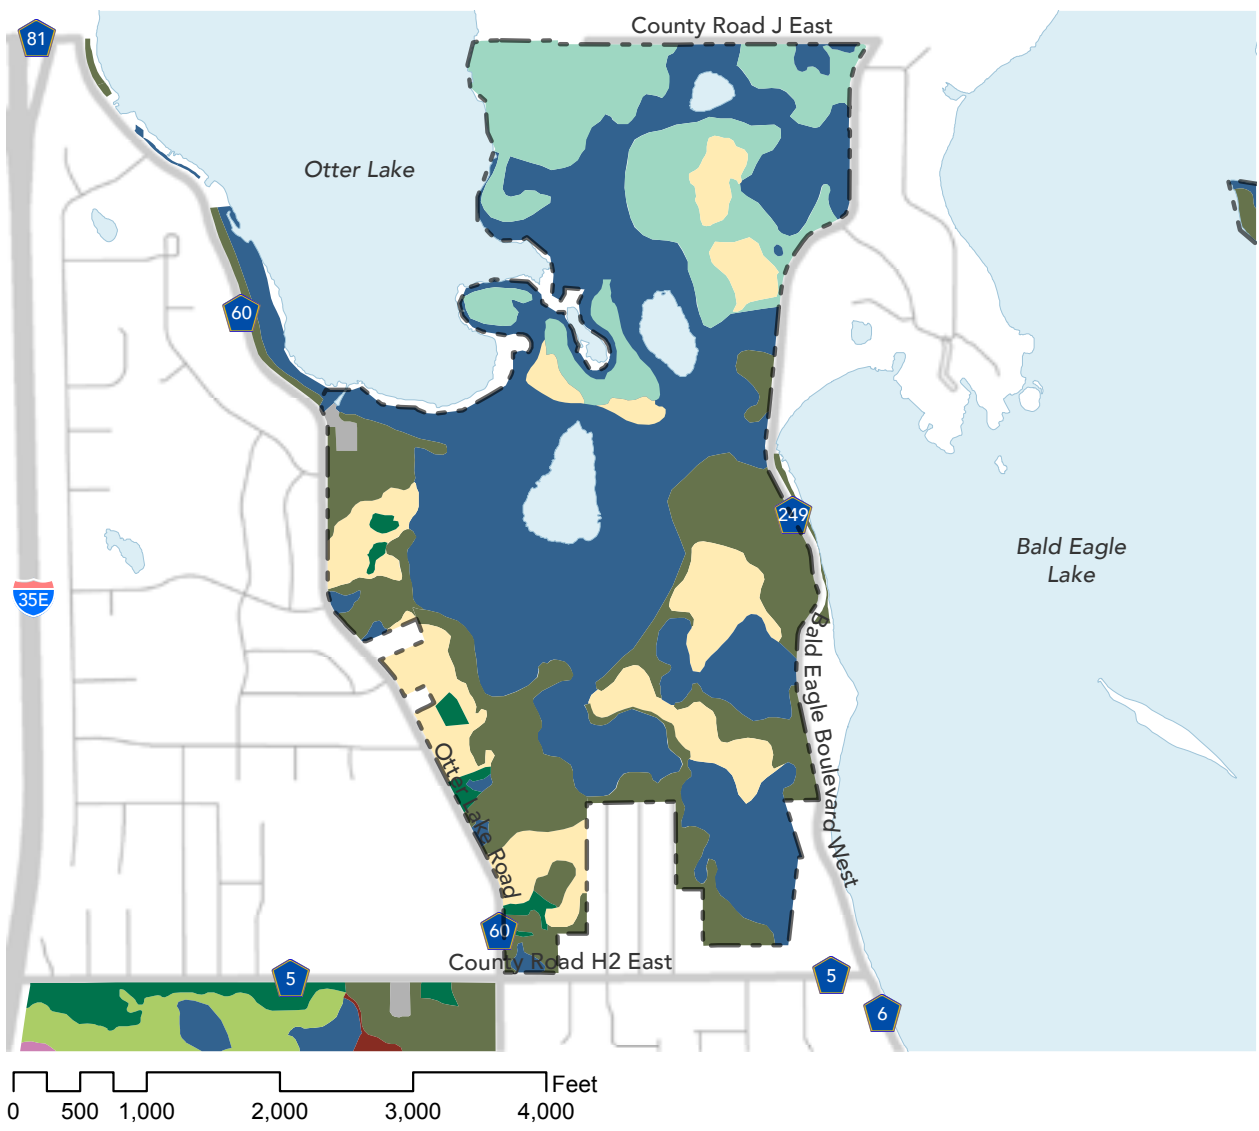 County Road J East
81
Otter Lake
60
249
Bald Eagle
Lake
35E
Bald Eagle Boulevard West
Otter Lake Road
60
County Road H2 East
5
5
6
Feet
0 500 1,000 2,000 3,000 4,000